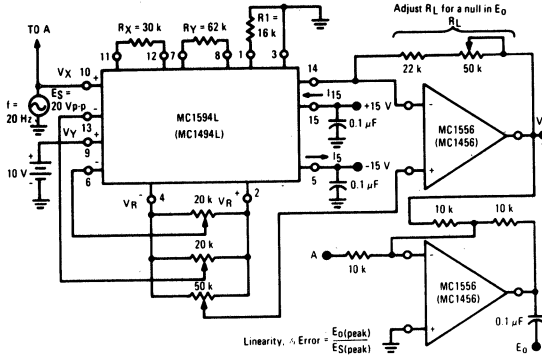 Adjust RL for a null in Eo
RL
TO A
RX = 30 k
RY = 62 k
R1 =
16 k
11
12
7
8
1
3
VX
10
+
14
22 k
50 k
ES =
20 Vp-p
f =
20 Hz
-
13
VY
+
9
10 V
+
-
-
6
MC1594L
(MC1494L)
I15
15
+15 V
0.1 µF
I5
5
-15 V
0.1 µF
-
+
MC1556
(MC1456)
V
VR-
4
VR+
2
20 k
20 k
50 k
10 k
10 k
A
10 k
-
+
MC1556
(MC1456)
0.1 µF
Eo
Linearity, % Error = Eo(peak)
ES(peak)